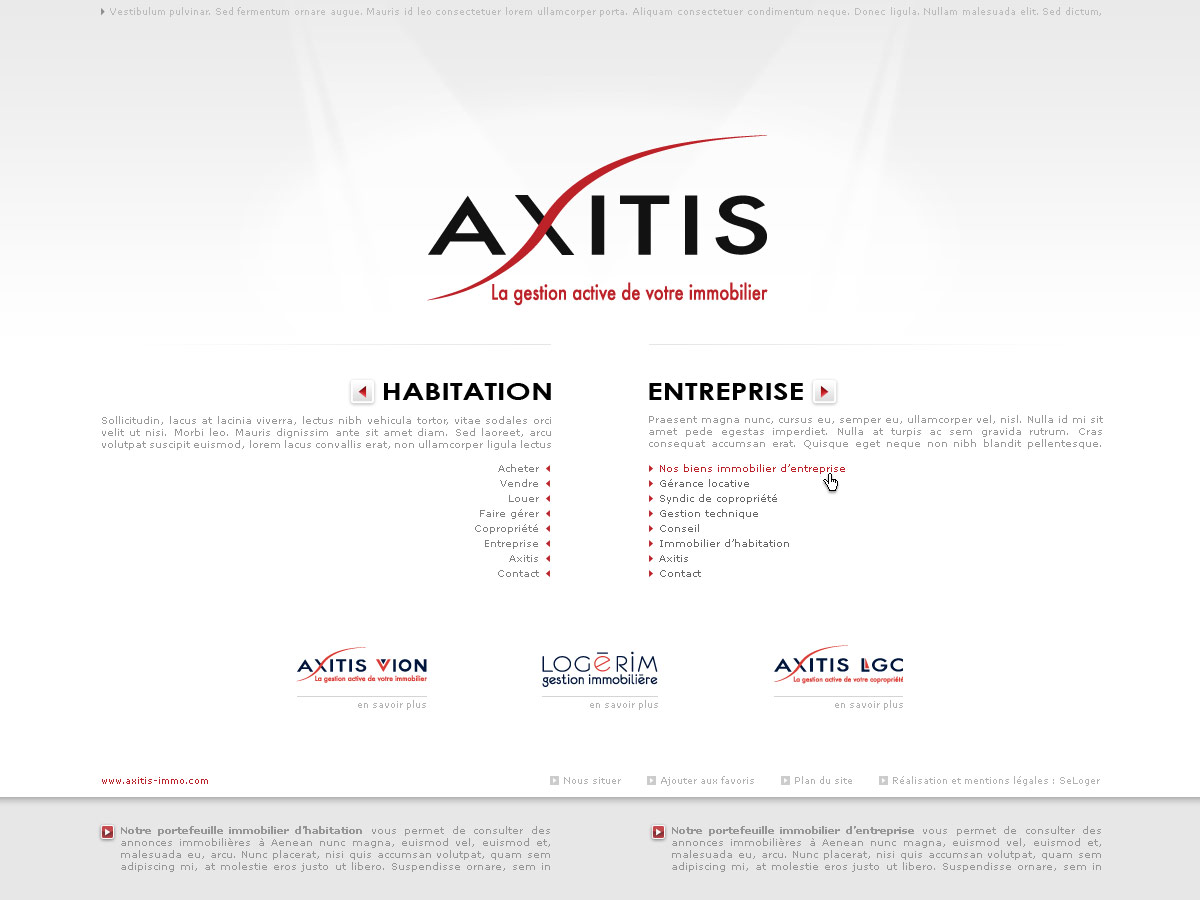 Vestibulum pulvinar. Sed fermentum ornare augue. Mauris id leo consectetuer lorem ullamcorper porta. Aliquam consectetuer condimentum neque. Donec ligula. Nullam malesuada elit. Sed dictum,
AXITIS
La gestion active de votre immobilier
HABITATION
Sollicitudin, lacus at lacinia viverra, lectus nibh vehicula tortor, vitae sodales orci
velit ut nisi. Morbi leo. Mauris dignissim ante sit amet diam. Sed laoreet, arcu
volutpat suscipit euismod, lorem lacus convallis erat, non ullamcorper ligula lectus
Acheter
Vendre
Louer
Faire gérer
Copropriété
Entreprise
Axitis
Contact
ENTREPRISE
Praesent magna nunc, cursus eu, semper eu, ullamcorper vel, nisl. Nulla id mi sit
amet pede egestas imperdiet. Nulla at turpis ac sem gravida rutrum. Cras
consequat accumsan erat. Quisque eget neque non nibh blandit pellentesque.
Nos biens immobilier d'entreprise
Gérance locative
Syndic de copropriété
Gestion technique
Conseil
Immobilier d'habitation
Axitis
Contact
AXITIS VION
La gestion active de votre immobilier
en savoir plus
LOGĒRIM
gestion immobilière
en savoir plus
AXITIS LGC
La gestion active de votre copropriété
en savoir plus
www.axitis-immo.com
Nous situer
Ajouter aux favoris
Plan du site
Réalisation et mentions légales : SeLoger
Notre portefeuille immobilier d'habitation vous permet de consulter des
annonces immobilières à Aenean nunc magna, euismod vel, euismod et,
malesuada eu, arcu. Nunc placerat, nisi quis accumsan volutpat, quam sem
adipiscing mi, at molestie eros justo ut libero. Suspendisse ornare, sem in
Notre portefeuille immobilier d'entreprise vous permet de consulter des
annonces immobilières à Aenean nunc magna, euismod vel, euismod et,
malesuada eu, arcu. Nunc placerat, nisi quis accumsan volutpat, quam sem
adipiscing mi, at molestie eros justo ut libero. Suspendisse ornare, sem in